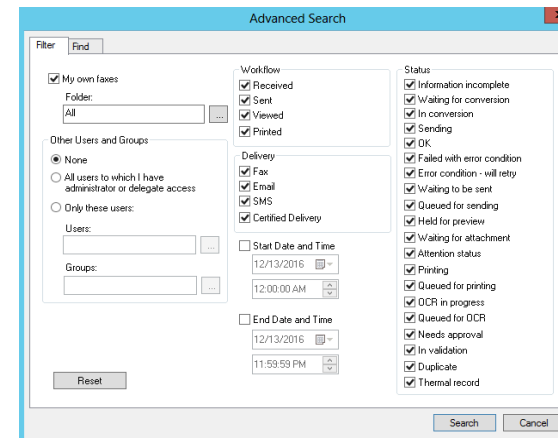 Advanced Search
Filter
Find
My own faxes
Folder:
All
...
Other Users and Groups
None
All users to which I have
administrator or delegate access
Only these users:
Users:
...
Groups:
...
Reset
Workflow
Received
Sent
Viewed
Printed
Delivery
Fax
Email
SMS
Certified Delivery
Start Date and Time
12/13/2016
12:00:00 AM
End Date and Time
12/13/2016
11:59:59 PM
Status
Information incomplete
Waiting for conversion
In conversion
Sending
OK
Failed with error condition
Error condition - will retry
Waiting to be sent
Queued for sending
Held for preview
Waiting for attachment
Attention status
Printing
Queued for printing
OCR in progress
Queued for OCR
Needs approval
In validation
Duplicate
Thermal record
Search
Cancel